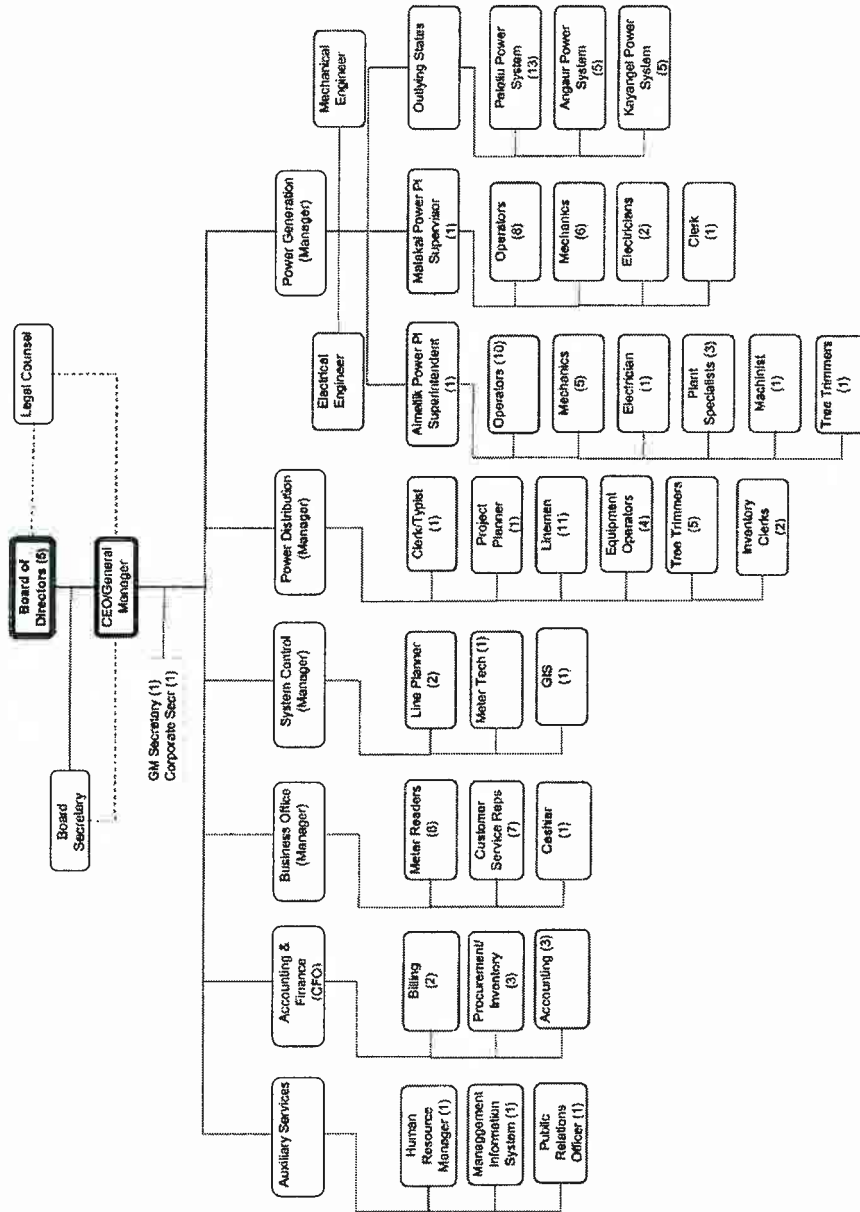 Board of
Directors (5)
Legal Counsel
Board
Secretary
CEO/General
Manager
GM Secretary (1)
Corporate Secr (1)
Auxiliary Services
Human
Resource
Manager (1)
Managgement
Information
System (1)
Public
Relations
Officer (1)
Accounting &
Finance
(CFO)
Billing
(2)
Procurement/
Inventory
(3)
Accounting (3)
Business Office
(Manager)
Meter Readers
Customer
Service Reps
(7)
Cashier
(1)
System Control
(Manager)
Line Planner
(2)
Meter Tech (1)
GIS
(1)
Power Distribution
(Manager)
Clerk/Typist
(1)
Project
Planner
(1)
Linemen
(11)
Equipment
Operators
(4)
Tree Trimmers
(5)
Inventory
Clerks
(2)
Power Generation
(Manager)
Electrical
Engineer
Mechanical
Engineer
Aimeliik Power Pl
Superintendent
(1)
Operators (10)
Mechanics
(5)
Electrician
(1)
Plant
Specialists (3)
Machinist
(1)
Tree Trimmers
(1)
Malakal Power Pl
Supervisor
(1)
Operators
Mechanics
(6)
Electricians
(2)
Clerk
(1)
Outlying Status
Power
System
(13)
Angaur Power
System
(5)
Kayangel Power
System
(5)